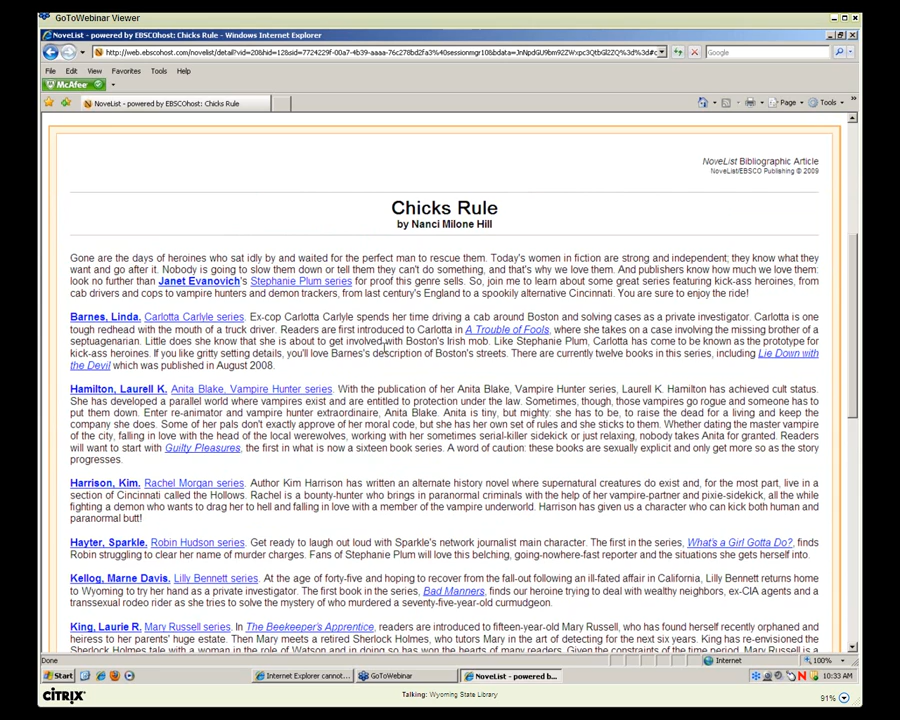 GoToWebinar Viewer
NoveList - powered by EBSCOhost: Chicks Rule - Windows Internet Explorer
Google
File Edit View Favorites Tools Help
McAfee
NoveList - powered by EBSCOhost: Chicks Rule
Page Tools
NoveList Bibliographic Article
NoveList/EBSCO Publishing © 2009
Chicks Rule
by Nanci Milone Hill
Gone are the days of heroines who sat idly by and waited for the perfect man to rescue them. Today's women in fiction are strong and independent; they know what they
want and go after it. Nobody is going to slow them down or tell them they can't do something, and that's why we love them. And publishers know how much we love them:
look no further than Janet Evanovich's Stephanie Plum series for proof this genre sells. So, join me to learn about some great series featuring kick-ass heroines, from
cab drivers and cops to vampire hunters and demon trackers, from last century's England to a spookily alternative Cincinnati. You are sure to enjoy the ride!
Barnes, Linda. Carlotta Carlyle series. Ex-cop Carlotta Carlyle spends her time driving a cab around Boston and solving cases as a private investigator. Carlotta is one
tough redhead with the mouth of a truck driver. Readers are first introduced to Carlotta in A Trouble of Fools, where she takes on a case involving the missing brother of a
septuagenarian. Little does she know that she is about to get involved with Boston's Irish mob. Like Stephanie Plum, Carlotta has come to be known as the prototype for
kick-ass heroines. If you like gritty setting details, you'll love Barnes's description of Boston's streets. There are currently twelve books in this series, including Lie Down with
the Devil which was published in August 2008.
Hamilton, Laurell K. Anita Blake, Vampire Hunter series. With the publication of her Anita Blake, Vampire Hunter series, Laurell K. Hamilton has achieved cult status.
She has developed a parallel world where vampires exist and are entitled to protection under the law. Sometimes, though, those vampires go rogue and someone has to
put them down. Enter re-animator and vampire hunter extraordinaire, Anita Blake. Anita is tiny, but mighty: she has to be, to raise the dead for a living and keep the
company she does. Some of her pals don't exactly approve of her moral code, but she has her own set of rules and she sticks to them. Whether dating the master vampire
of the city, falling in love with the head of the local werewolves, working with her sometimes serial-killer sidekick or just relaxing, nobody takes Anita for granted. Readers
will want to start with Guilty Pleasures, the first in what is now a sixteen book series. A word of caution: these books are sexually explicit and only get more so as the story
progresses.
Harrison, Kim. Rachel Morgan series. Author Kim Harrison has written an alternate history novel where supernatural creatures do exist and, for the most part, live in a
section of Cincinnati called the Hollows. Rachel is a bounty-hunter who brings in paranormal criminals with the help of her vampire-partner and pixie-sidekick, all the while
fighting a demon who wants to drag her to hell and falling in love with a member of the vampire underworld. Harrison has given us a character who can kick both human and
paranormal butt!
Hayter, Sparkle. Robin Hudson series. Get ready to laugh out loud with Sparkle's network journalist main character. The first in the series, What's a Girl Gotta Do?, finds
Robin struggling to clear her name of murder charges. Fans of Stephanie Plum will love this belching, going-nowhere-fast reporter and the situations she gets herself into.
Kellog, Marne Davis. Lilly Bennett series. At the age of forty-five and hoping to recover from the fall-out following an ill-fated affair in California, Lilly Bennett returns home
to Wyoming to try her hand as a private investigator. The first book in the series, Bad Manners, finds our heroine trying to deal with wealthy neighbors, ex-CIA agents and a
transsexual rodeo rider as she tries to solve the mystery of who murdered a seventy-five-year-old curmudgeon.
King, Laurie R. Mary Russell series. In The Beekeeper's Apprentice, readers are introduced to fifteen-year-old Mary Russell, who has found herself recently orphaned and
heiress to her parents' huge estate. Then Mary meets a retired Sherlock Holmes, who tutors Mary in the art of detecting for the next six years. King has re-envisioned the
Sherlock Holmes tale with a woman in the role of Watson and in doing so has won the hearts of many readers. Given the constraints of the time period, Mary Russell is a
Done Internet 100%
Start Internet Explorer cannot... GoToWebinar NoveList - powered b... 10:33 AM
CITRIX Talking: Wyoming State Library 91%